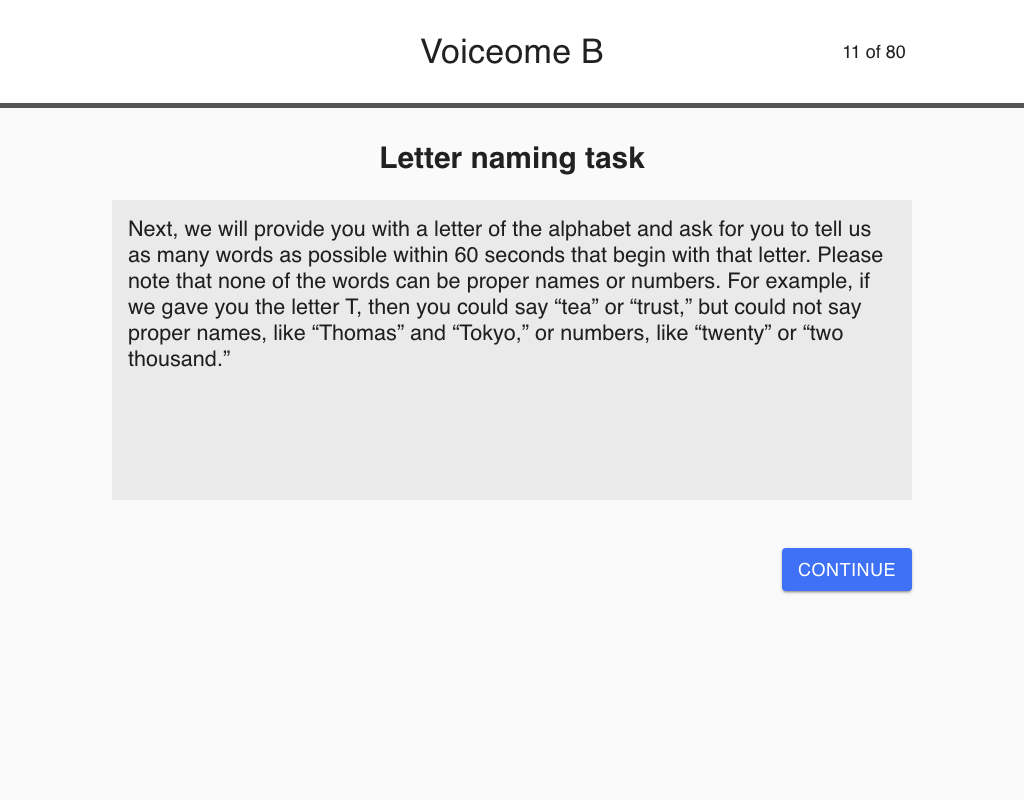 Voiceome B
11 of 80
Letter naming task
Next, we will provide you with a letter of the alphabet and ask for you to tell us
as many words as possible within 60 seconds that begin with that letter. Please
note that none of the words can be proper names or numbers. For example, if
we gave you the letter T, then you could say “tea” or “trust,” but could not say
proper names, like “Thomas” and “Tokyo,” or numbers, like “twenty” or “two
thousand.”
CONTINUE